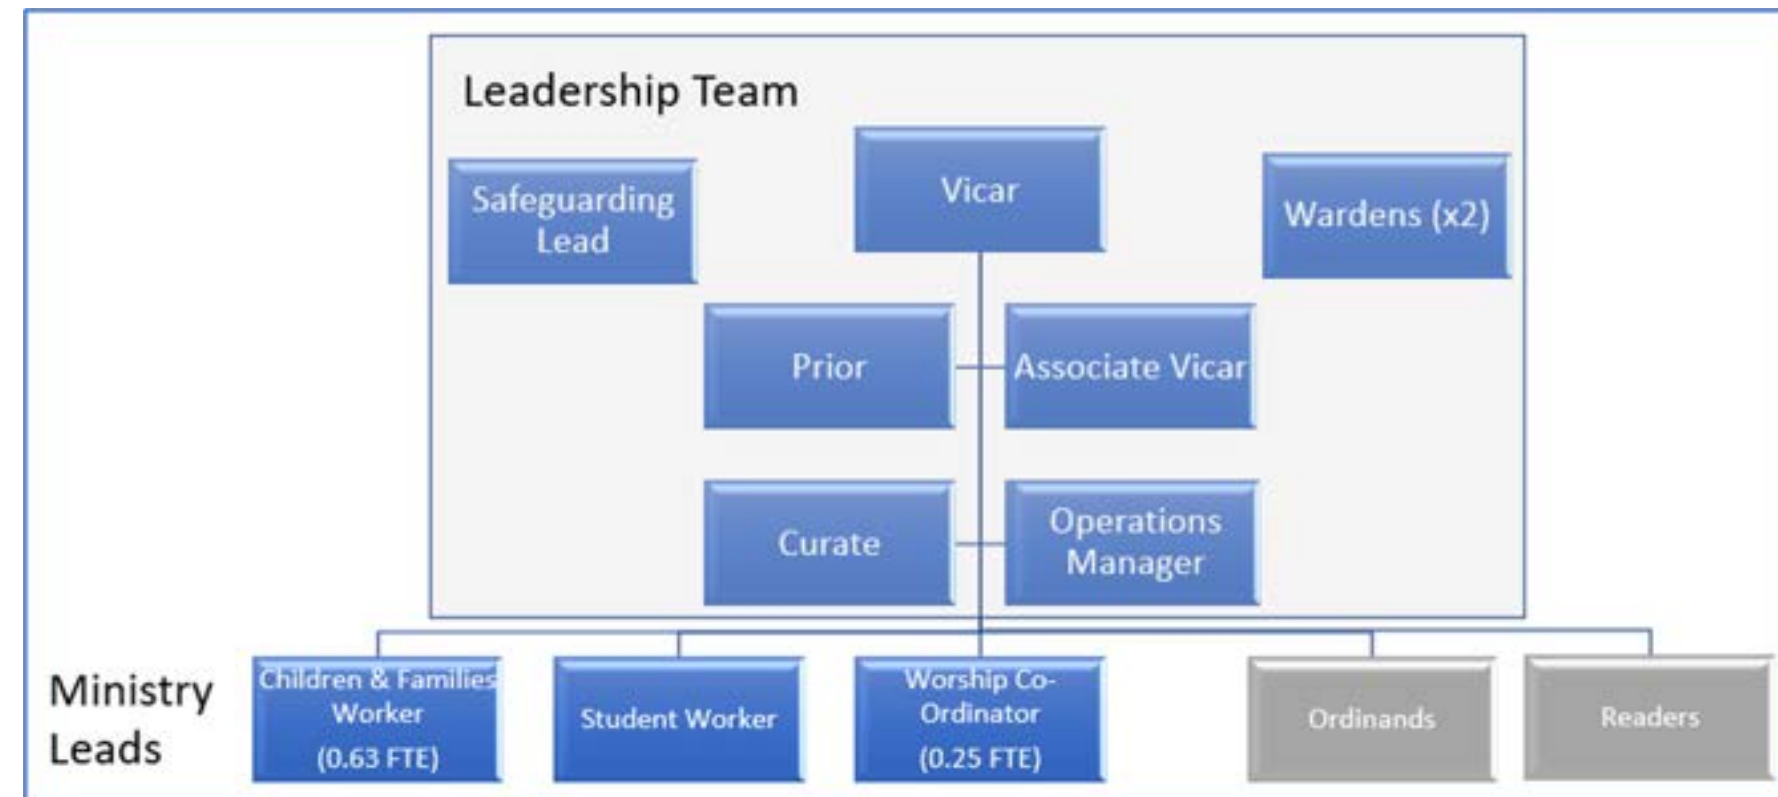 Leadership Team
Safeguarding
Lead
Vicar
Wardens (x2)
Prior
Associate Vicar
Curate
Operations
Manager
Ministry
Leads
Children & Families
Worker
(0.63 FTE)
Student Worker
Worship Co-
Ordinator
(0.25 FTE)
Ordinands
Readers